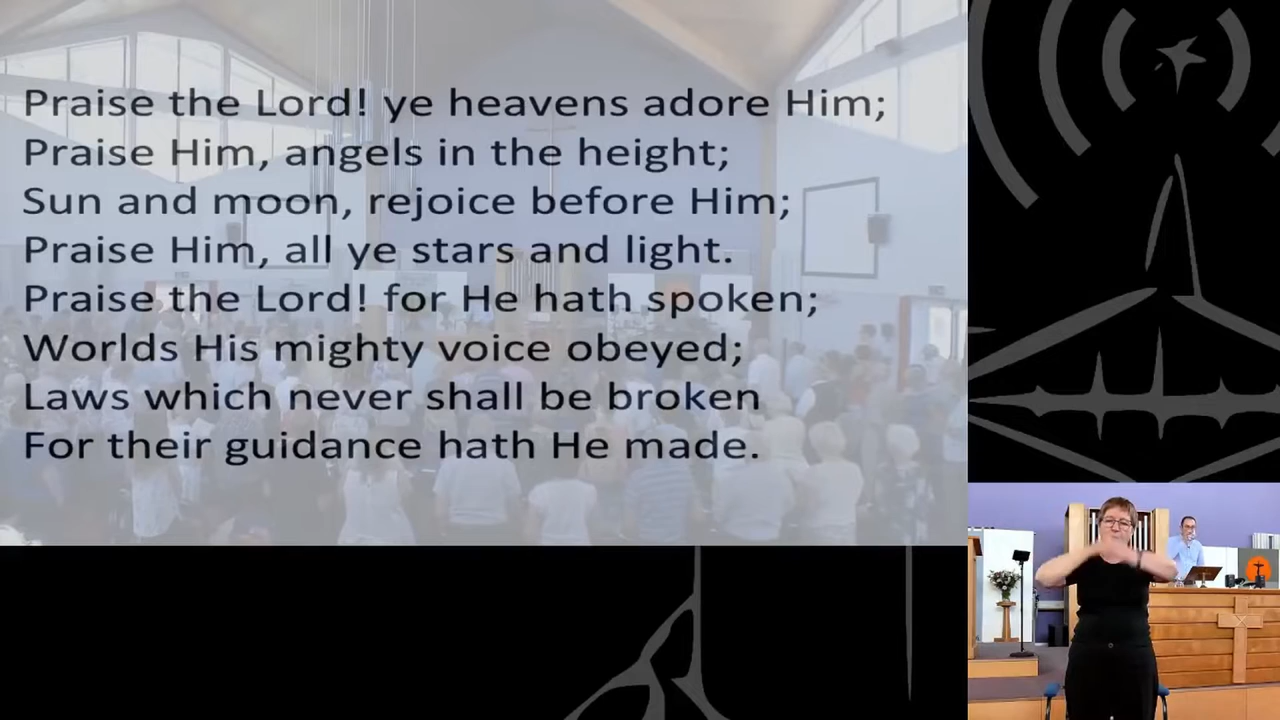 Praise the Lord! ye heavens adore Him;
Praise Him, angels in the height;
Sun and moon, rejoice before Him;
Praise Him, all ye stars and light.
Praise the Lord! for He hath spoken;
Worlds His mighty voice obeyed;
Laws which never shall be broken
For their guidance hath He made.